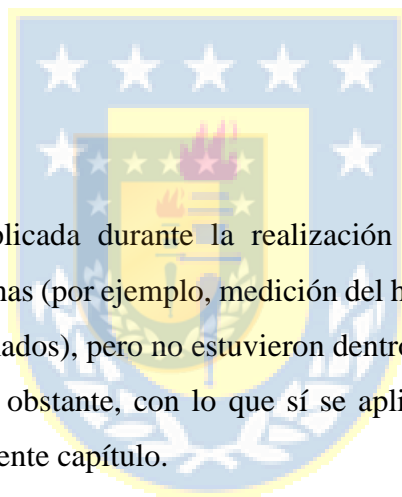 plicada durante la realización
nas (por ejemplo, medición del h
ados), pero no estuvieron dentro
obstante, con lo que sí se apli
ente capítulo.